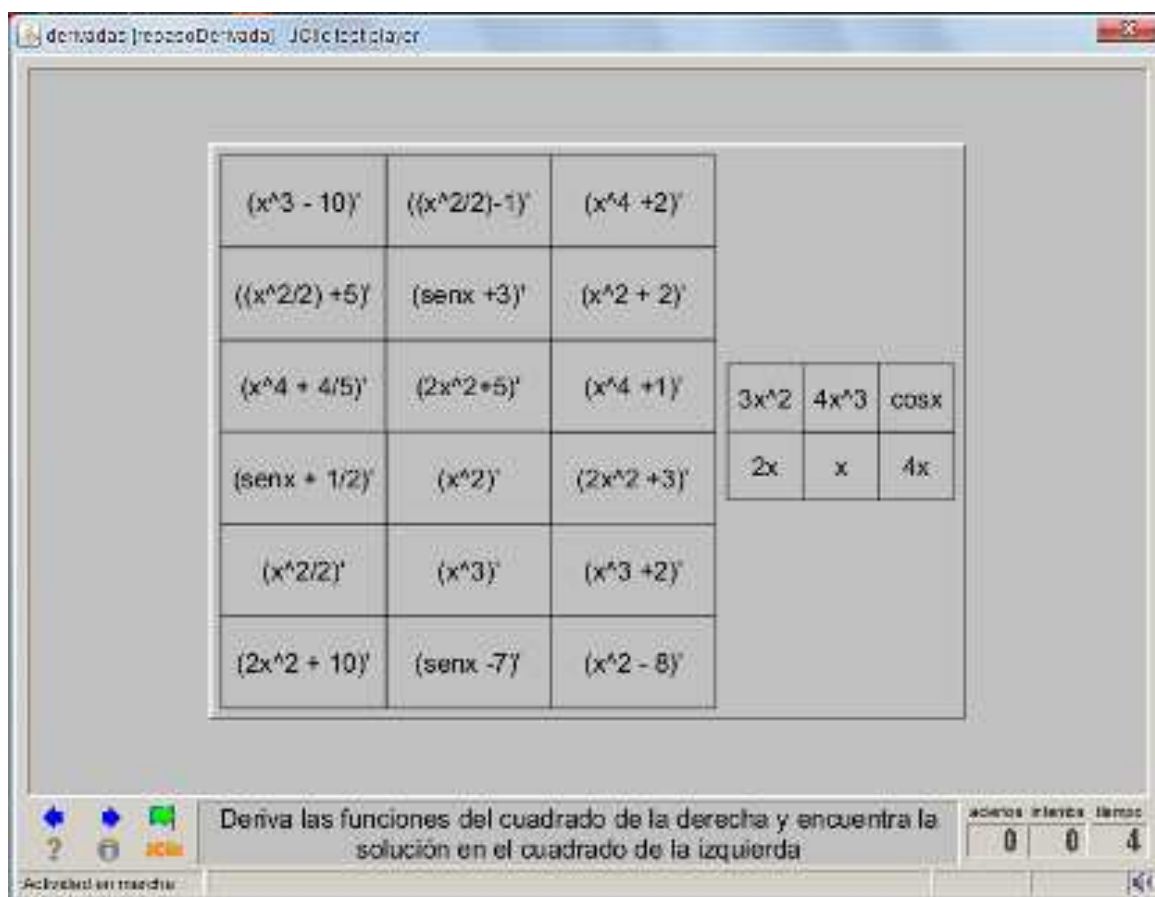 derivadas [repasoDerivada] - JClic test player
(x^3 - 10)' ((x^2/2)-1)' (x^4 +2)'
((x^2/2) +5)' (senx +3)' (x^2 + 2)'
(x^4 + 4/5)' (2x^2+5)' (x^4 +1)'
3x^2 4x^3 cosx
(senx + 1/2)' (x^2)' (2x^2 +3)'
2x x 4x
(x^2/2)' (x^3)' (x^3 +2)'
(2x^2 + 10)' (senx -7)' (x^2 - 8)'
Deriva las funciones del cuadrado de la derecha y encuentra la
solución en el cuadrado de la izquierda
aciertos intentos tiempo
0 0 4
?
JClic
Actividad en marcha